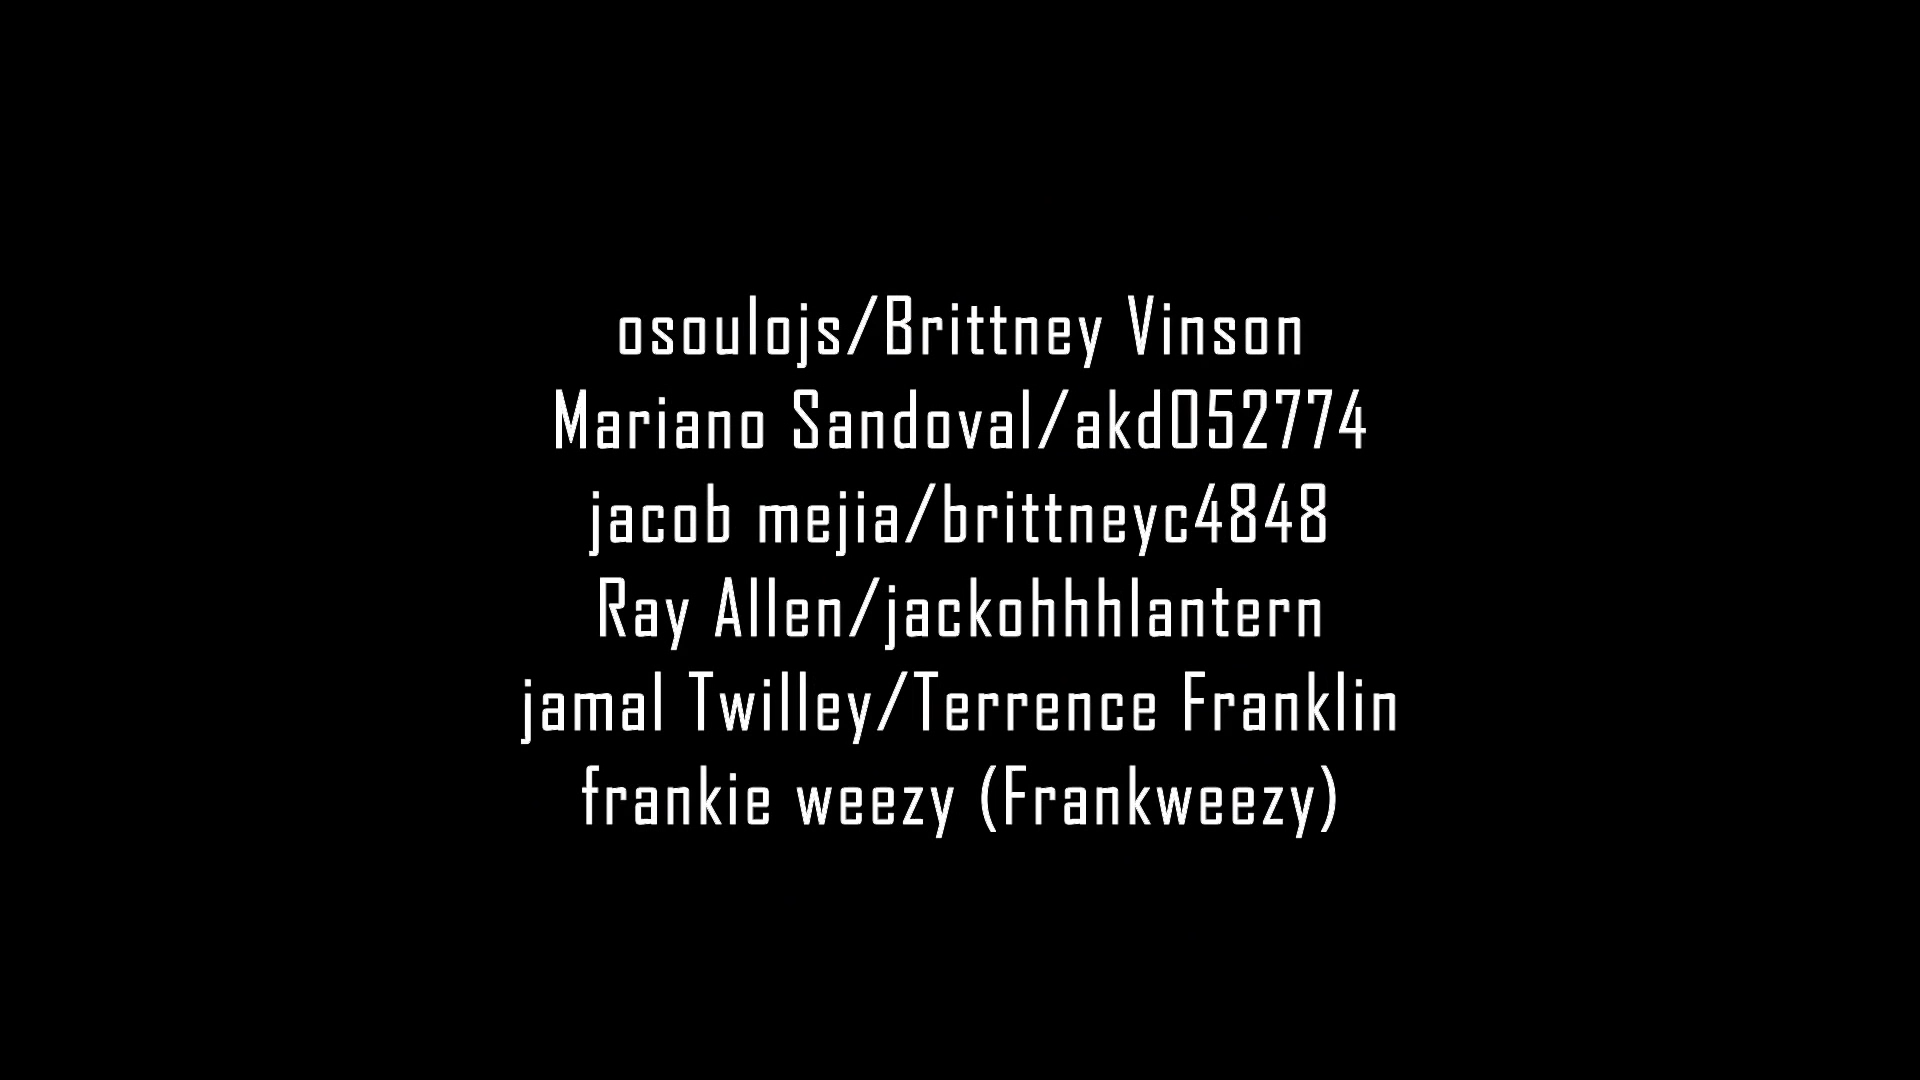 osoulojs/Brittney Vinson
Mariano Sandoval/akd052774
jacob mejia/brittneyc4848
Ray Allen/jackohhhlantern
jamal Twilley/Terrence Franklin
frankie weezy (Frankweezy)